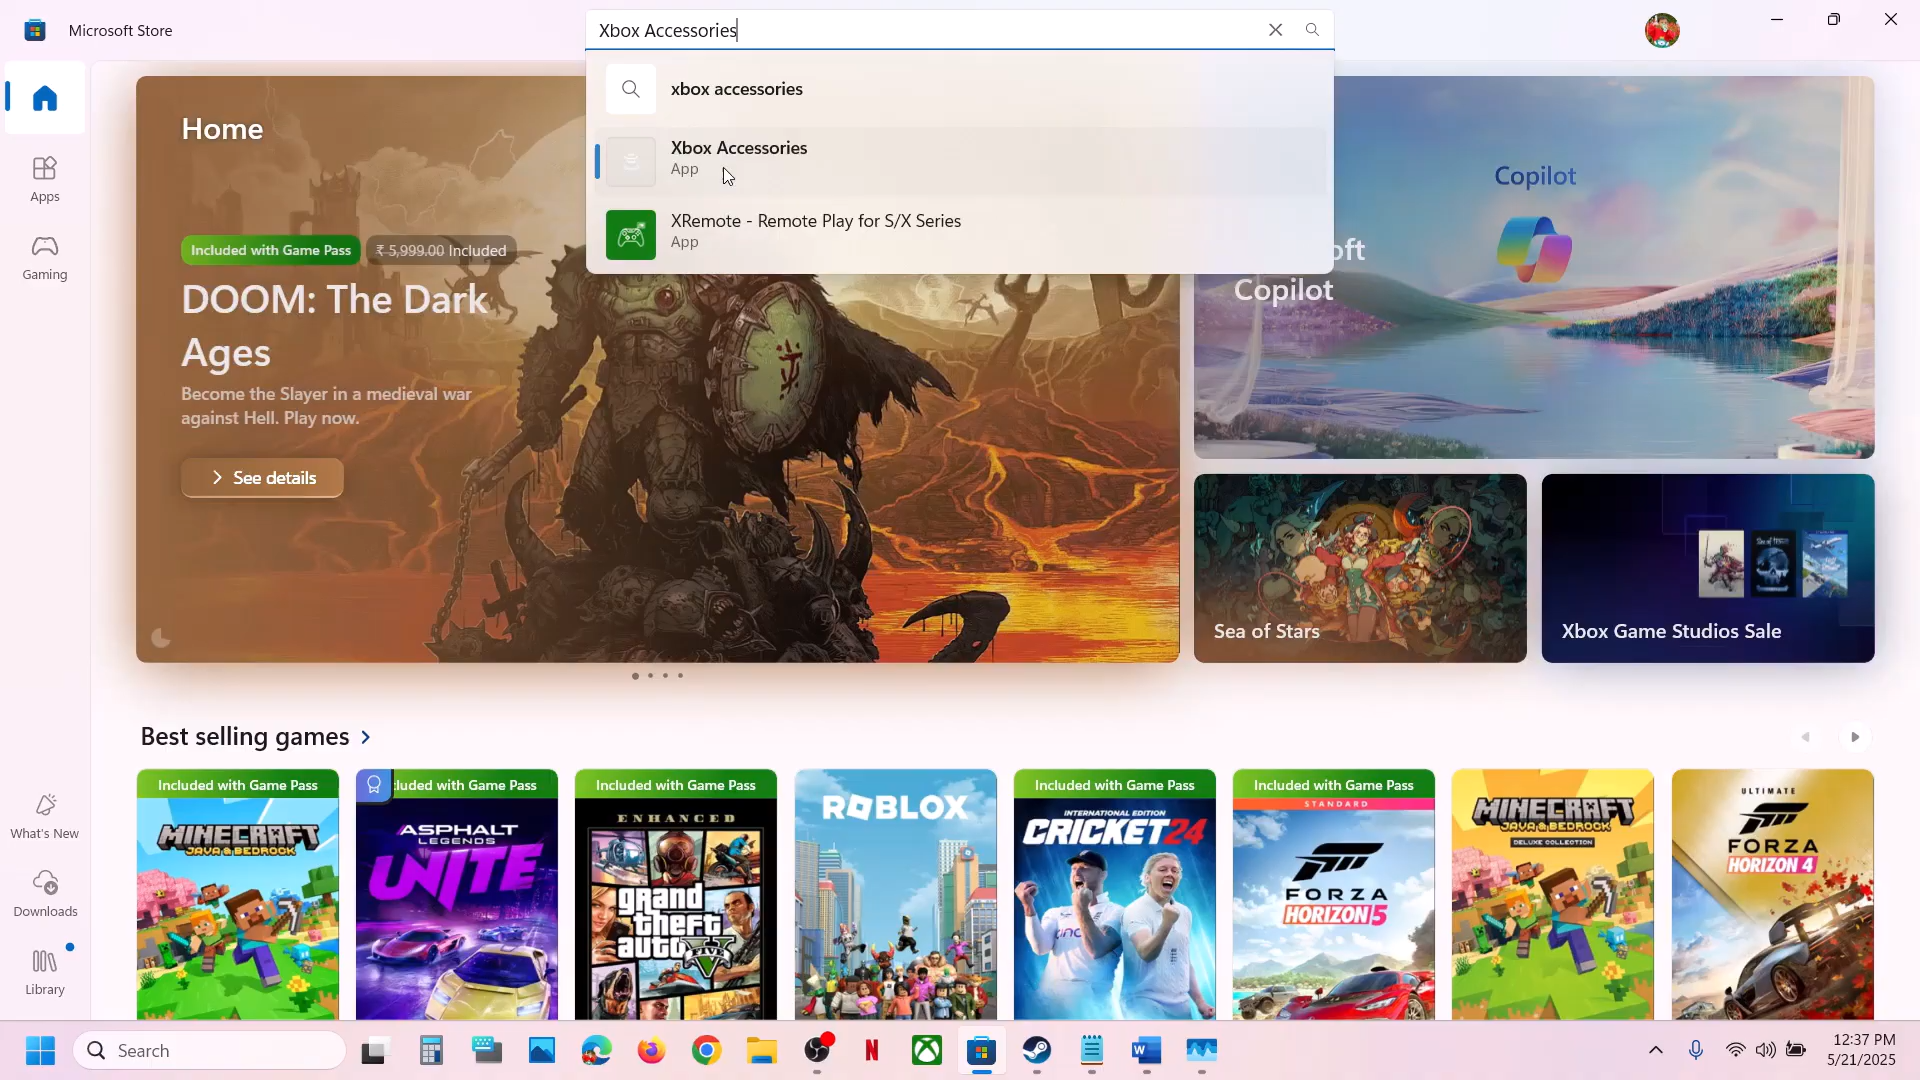 Microsoft Store
Xbox Accessories
xbox accessories
Xbox Accessories
App
XRemote - Remote Play for S/X Series
App
Home
Apps
Gaming
Included with Game Pass
₹ 5,999.00 Included
DOOM: The Dark
Ages
Become the Slayer in a medieval war
against Hell. Play now.
See details
Copilot
oft
Copilot
Sea of Stars
Xbox Game Studios Sale
Best selling games
Included with Game Pass
MINECRAFT
JAVA & BEDROCK
cluded with Game Pass
ASPHALT
LEGENDS
UNITE
Included with Game Pass
ENHANCED
grand
theft
auto V
ROBLOX
Included with Game Pass
INTERNATIONAL EDITION
CRICKET 24
Included with Game Pass
STANDARD
FORZA
HORIZON 5
MINECRAFT
JAVA & BEDROCK
DELUXE COLLECTION
ULTIMATE
FORZA
HORIZON 4
What's New
Downloads
Library
Search
12:37 PM
5/21/2025